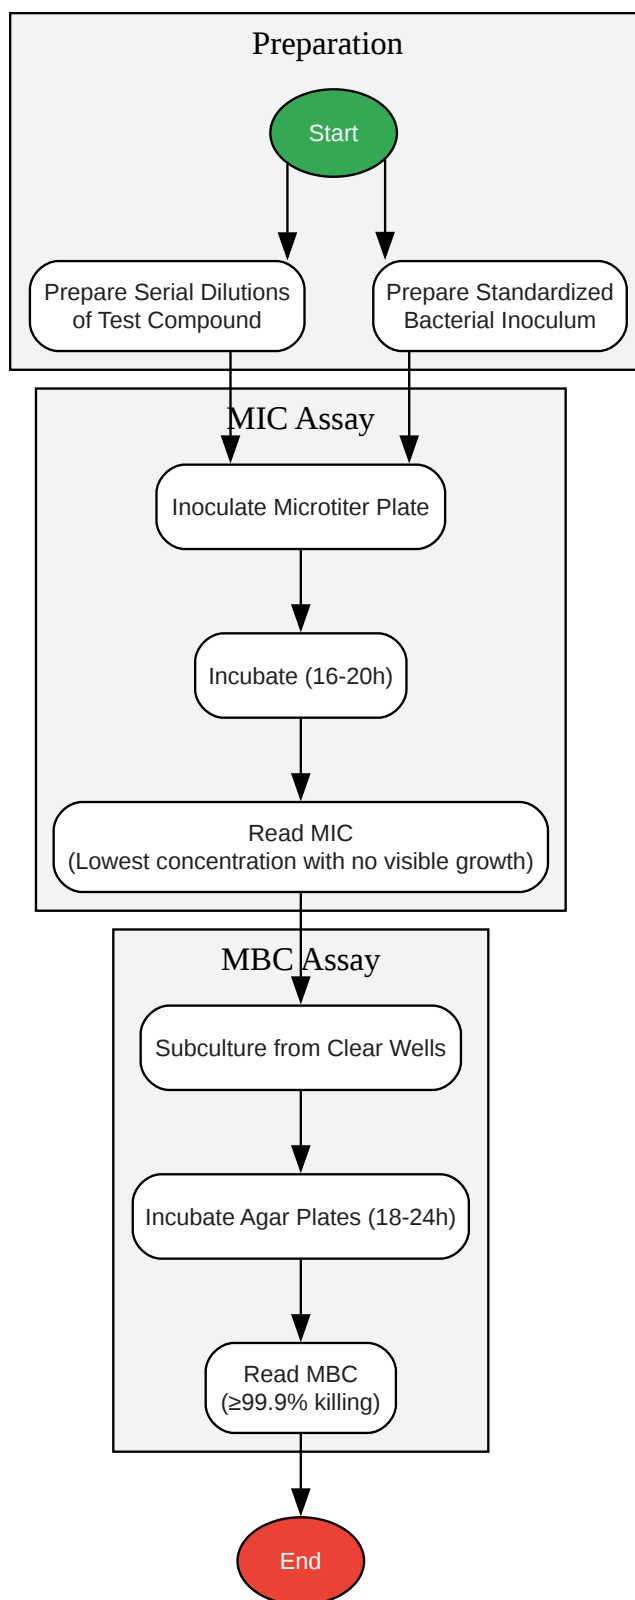 Preparation
Start
Prepare Serial Dilutions
of Test Compound
Prepare Standardized
Bacterial Inoculum
MIC Assay
Inoculate Microtiter Plate
Incubate (16-20h)
Read MIC
(Lowest concentration with no visible growth)
MBC Assay
Subculture from Clear Wells
Incubate Agar Plates (18-24h)
Read MBC
(≥99.9% killing)
End